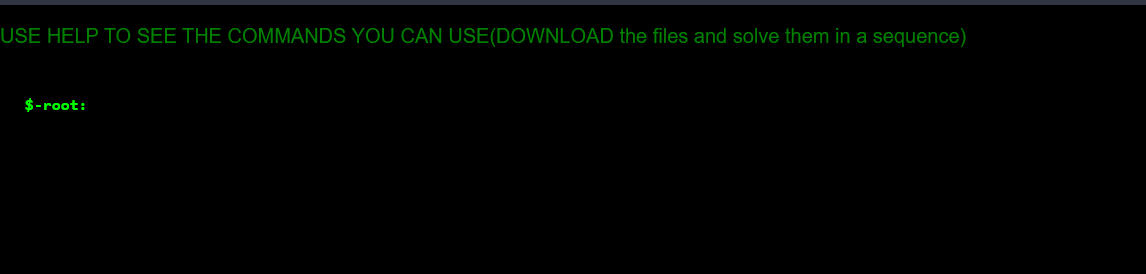 USE HELP TO SEE THE COMMANDS YOU CAN USE(DOWNLOAD the files and solve them in a sequence)
$-root: